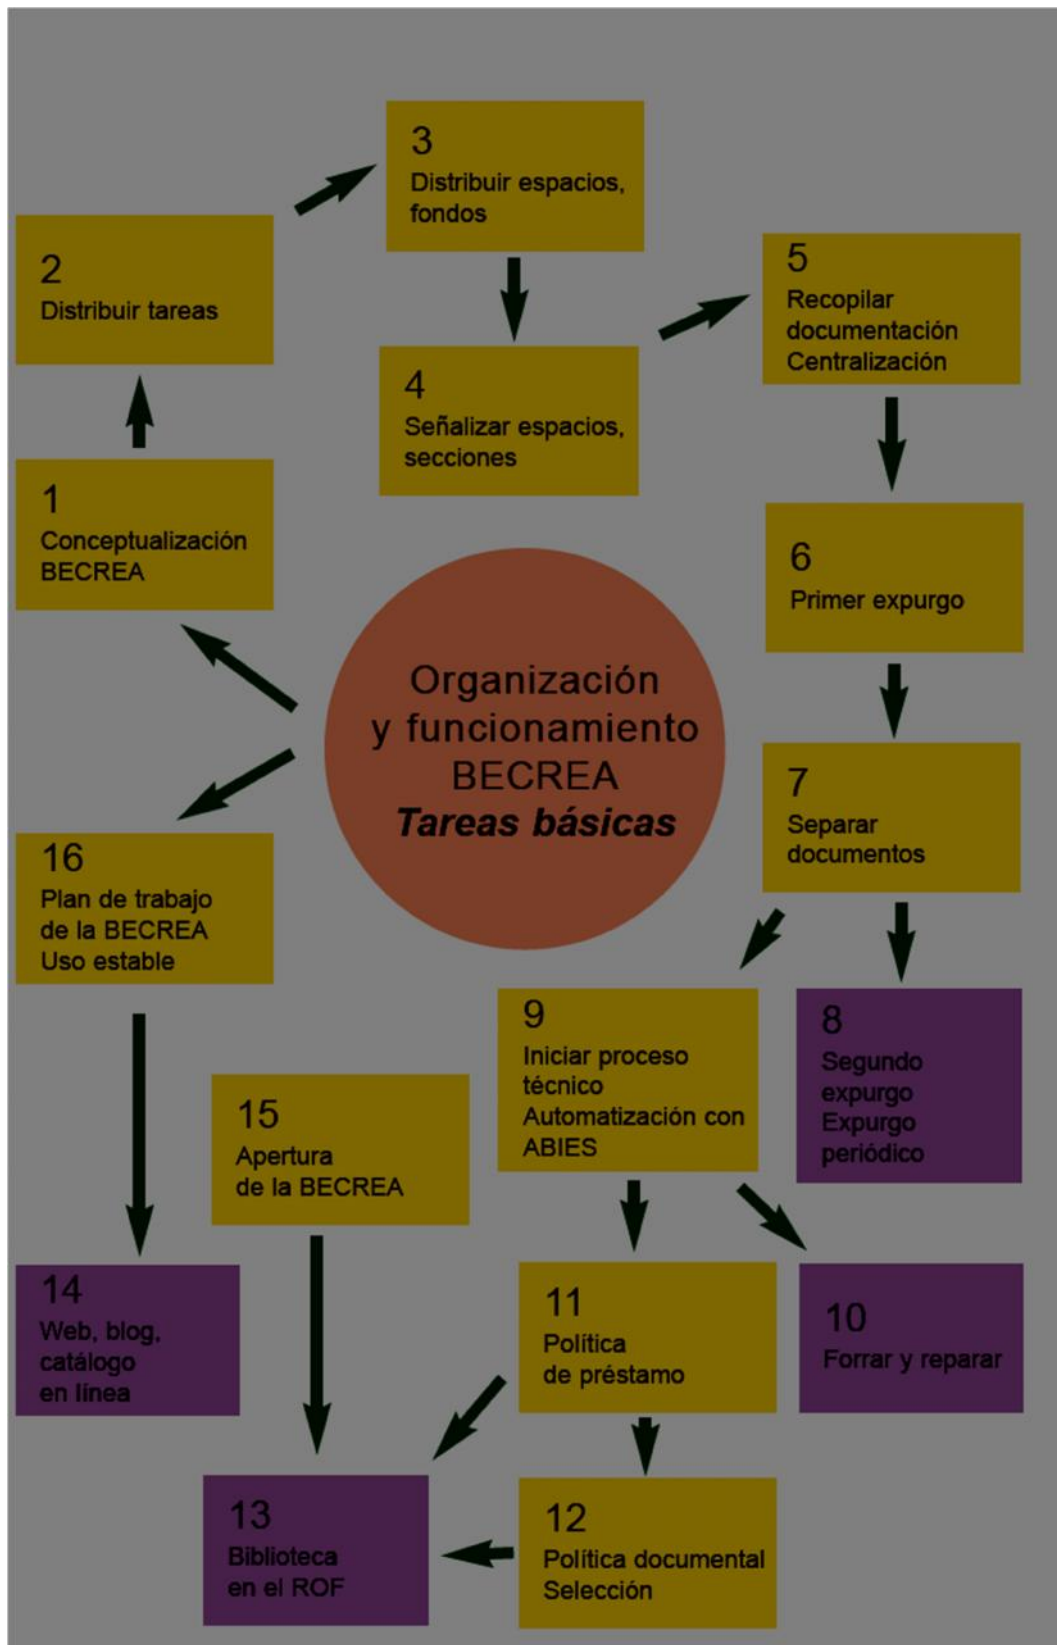 3
Distribuir espacios,
fondos
2
Distribuir tareas
5
Recopilar
documentación
Centralización
4
Señalizar espacios,
secciones
1
Conceptualización
BECREA
6
Primer expurgo
Organización
y funcionamiento
BECREA
Tareas básicas
7
Separar
documentos
16
Plan de trabajo
de la BECREA
Uso estable
9
Iniciar proceso
técnico
Automatización con
ABIES
8
Segundo
expurgo
Expurgo
periódico
15
Apertura
de la BECREA
14
Web, blog,
catálogo
en línea
11
Política
de préstamo
10
Forrar y reparar
13
Biblioteca
en el ROF
12
Política documental
Selección